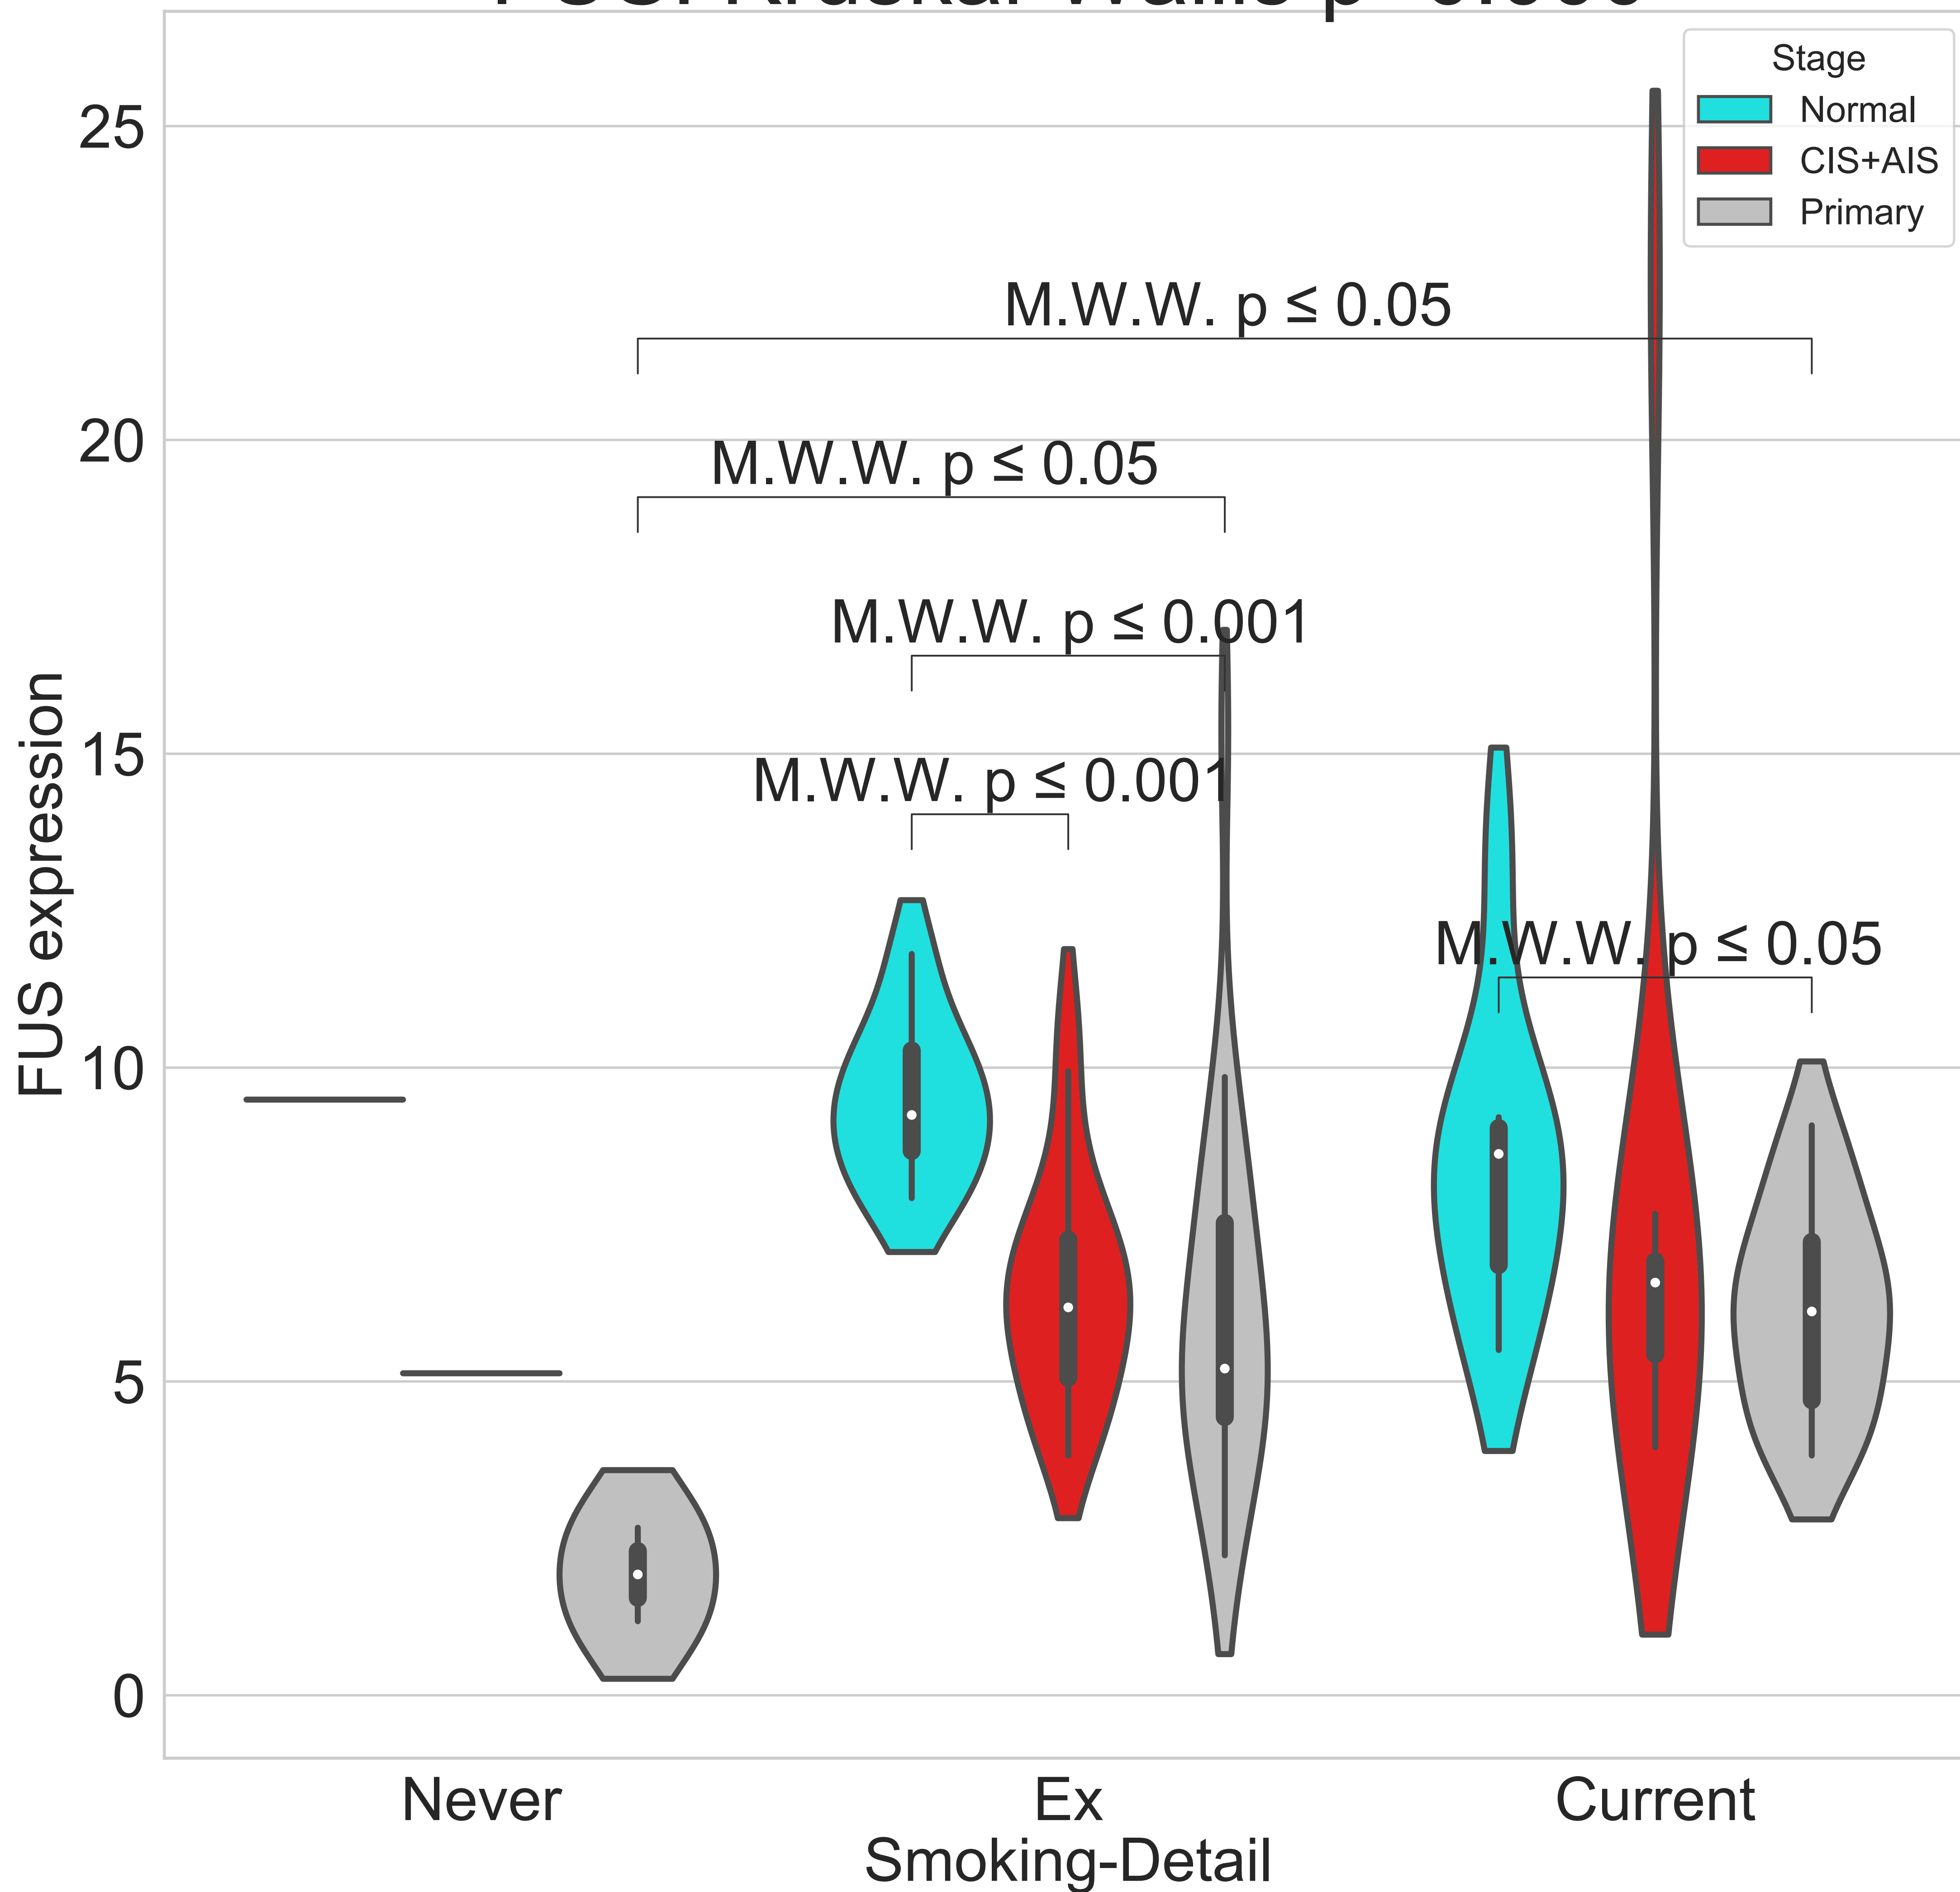 Stage
Normal
CIS+AIS
Primary
25
20
15
10
5
0
FUS expression
M.W.W. p ≤ 0.05
M.W.W. p ≤ 0.05
M.W.W. p ≤ 0.001
M.W.W. p ≤ 0.001
M.W.W. p ≤ 0.05
Never
Ex
Current
Smoking-Detail